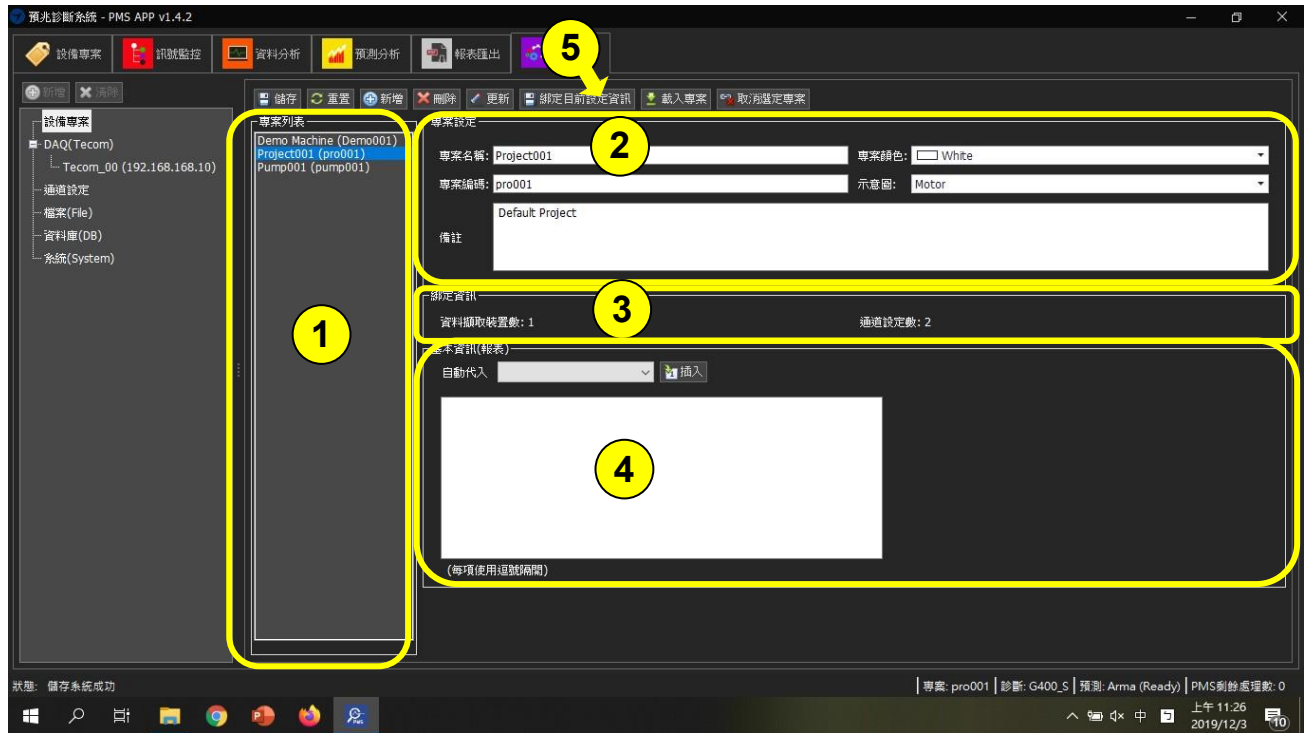 預兆診斷系統 - PMS APP v1.4.2
設備專案 訊號監控 資料分析 預測分析 報表匯出
5
新增 清除
儲存 重置 新增 刪除 更新 綁定目前設定資訊 載入專案 取消選定專案
設備專案
DAQ(Tecom)
Tecom_00 (192.168.168.10)
通道設定
檔案(File)
資料庫(DB)
系統(System)
專案列表
Demo Machine (Demo001)
Project001 (pro001)
Pump001 (pump001)
1
專案設定
2
專案名稱: Project001 專案顏色: White
專案編碼: pro001 示意圖: Motor
備註 Default Project
綁定資訊
3
資料擷取裝置數: 1 通道設定數: 2
基本資訊(報表)
自動代入 插入
4
(每項使用逗號隔開)
狀態: 儲存系統成功 專案: pro001 診斷: G400_S 預測: Arma (Ready) PMS剩餘處理數: 0
中 上午 11:26
2019/12/3
10